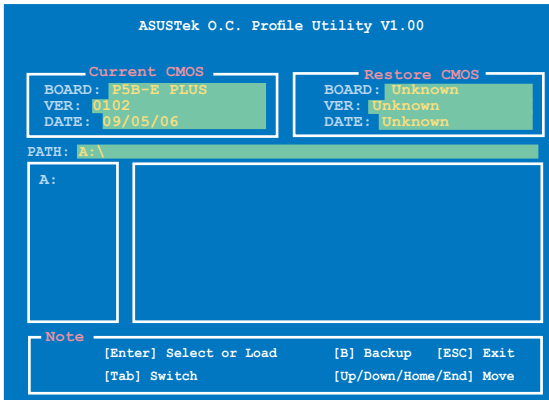 ASUSTek O.C. Profile Utility V1.00
Current CMOS
BOARD: P5B-E PLUS
VER: 0102
DATE: 09/05/06
Restore CMOS
BOARD: Unknown
VER: Unknown
DATE: Unknown
PATH: A:\
A:
Note
[Enter] Select or Load [B] Backup [ESC] Exit
[Tab] Switch [Up/Down/Home/End] Move